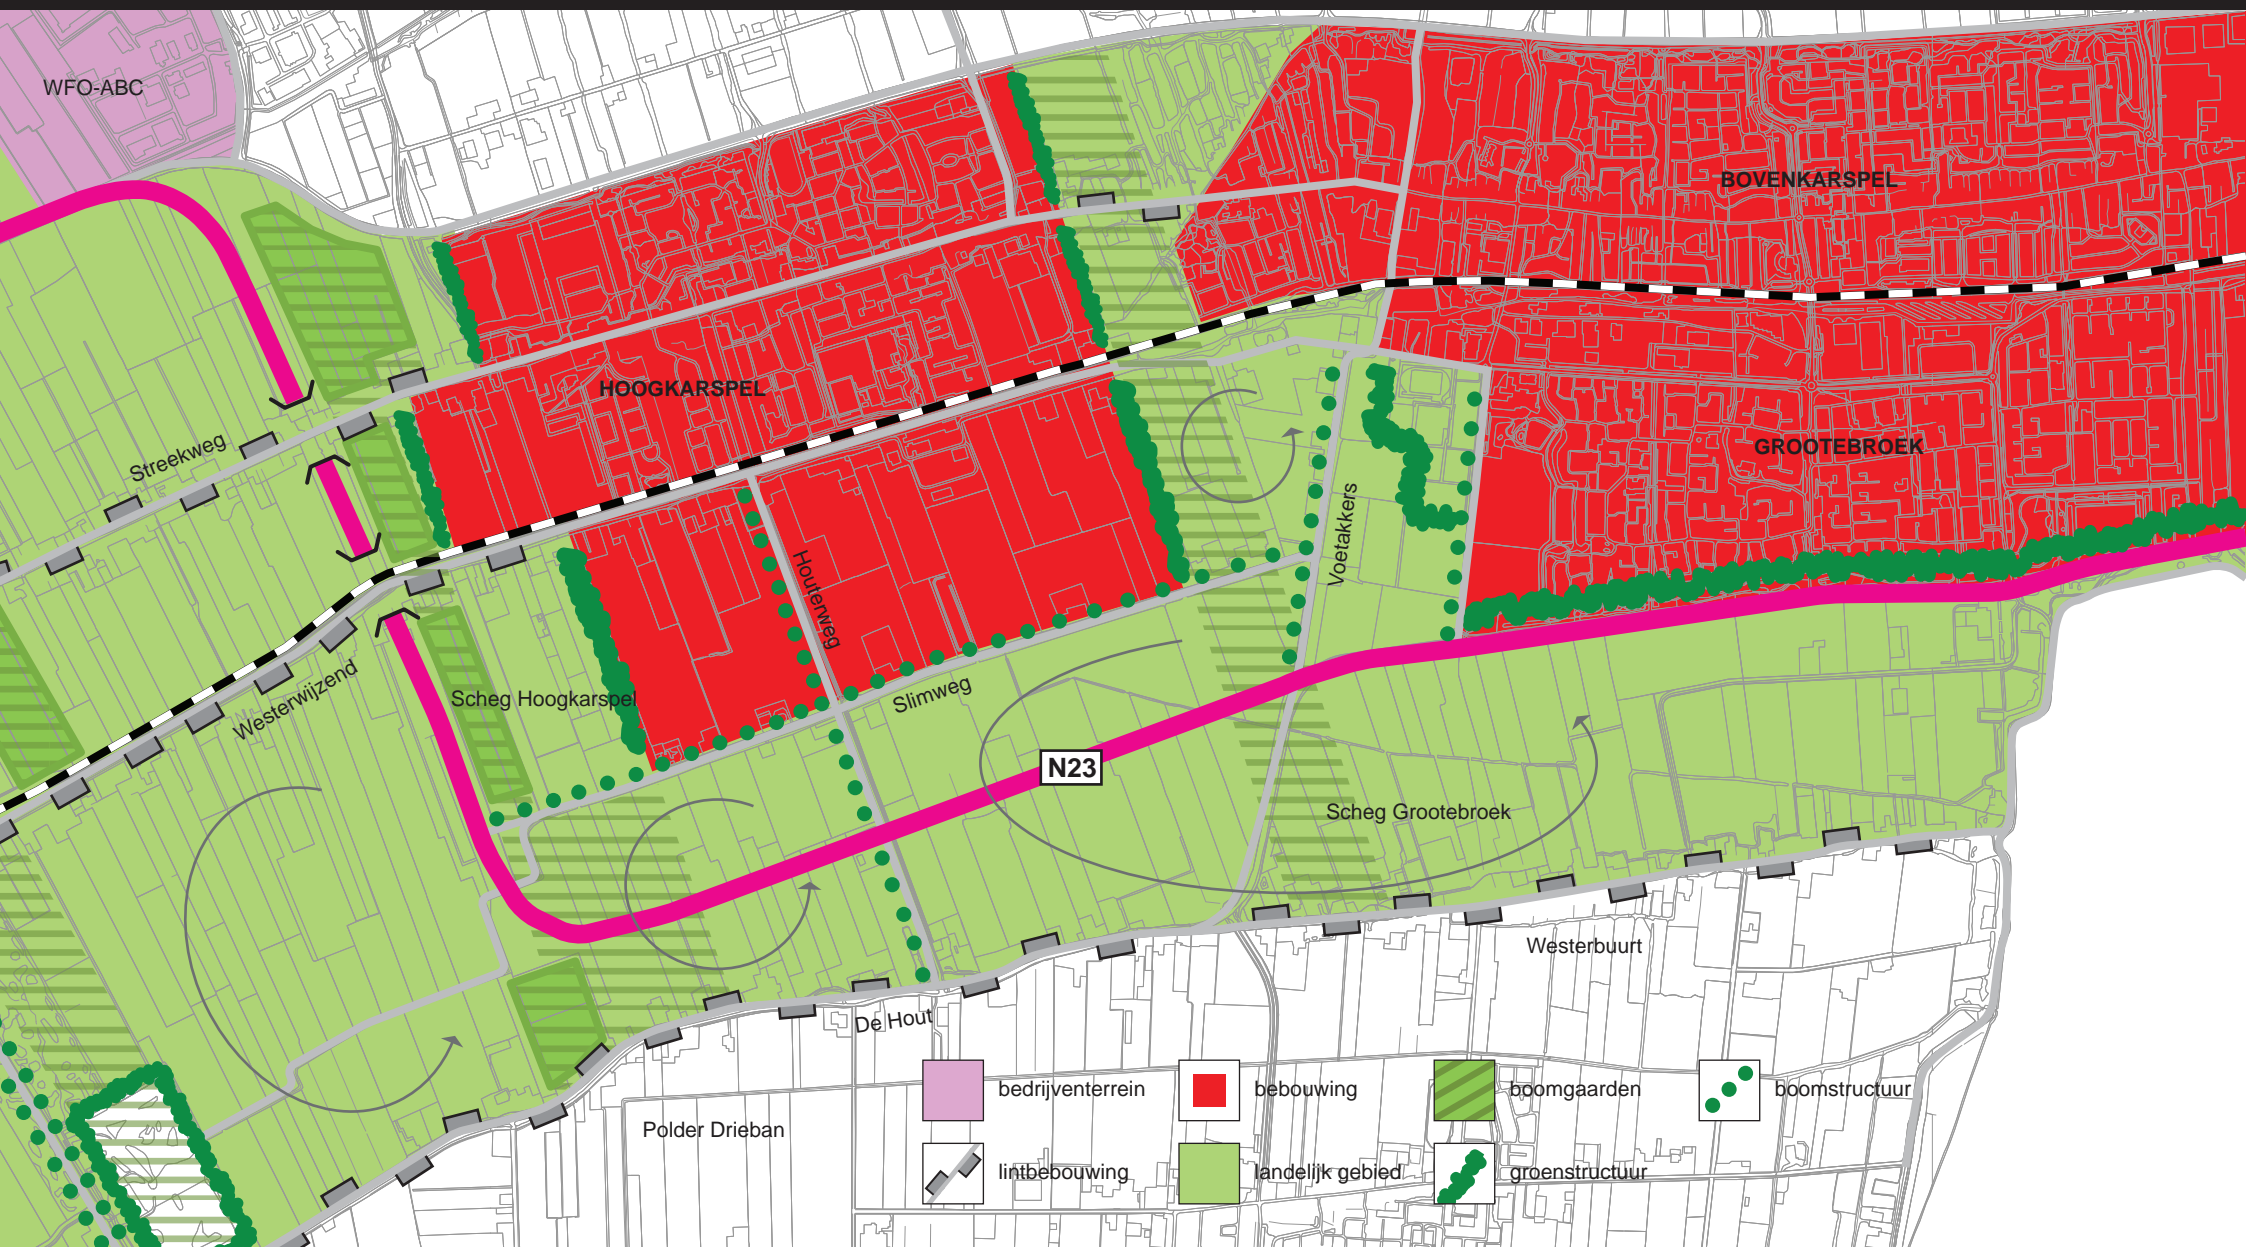 WFO-ABC
BOVENKARSPEL
HOOGKARSPEL
GROOTEBROEK
Streekweg
Voetakkers
Houterweg
Westerwijzend
Scheg Hoogkarspel
Slimweg
N23
Scheg Grootebroek
Westerbuurt
De Hout
Polder Drieban
bedrijventerrein
bebouwing
boomgaarden
boomstructuur
lintbebouwing
landelijk gebied
groenstructuur